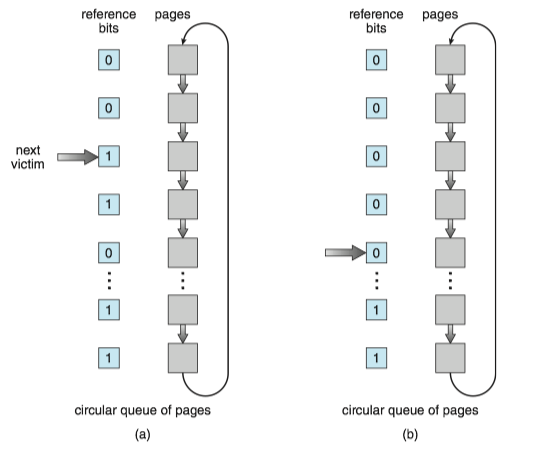 reference
bits
pages
0
0
next
victim
1
1
0
1
1
circular queue of pages
(a)
reference
bits
pages
0
0
0
0
0
1
1
circular queue of pages
(b)